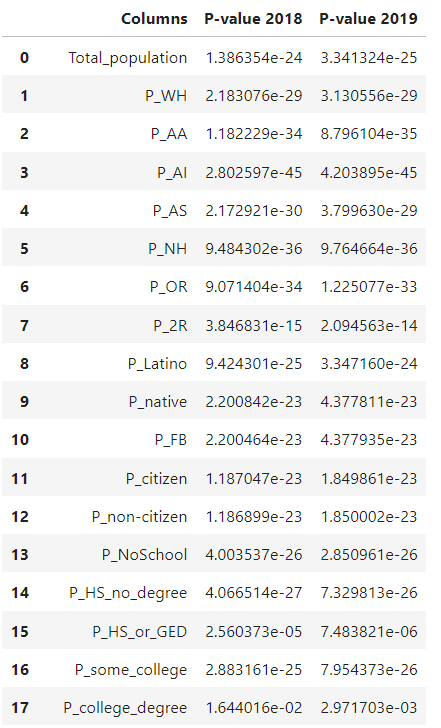 Columns P-value 2018 P-value 2019
0 Total_population 1.386354e-24 3.341324e-25
1 P_WH 2.183076e-29 3.130556e-29
2 P_AA 1.182229e-34 8.796104e-35
3 P_AI 2.802597e-45 4.203895e-45
4 P_AS 2.172921e-30 3.799630e-29
5 P_NH 9.484302e-36 9.764664e-36
6 P_OR 9.071404e-34 1.225077e-33
7 P_2R 3.846831e-15 2.094563e-14
8 P_Latino 9.424301e-25 3.347160e-24
9 P_native 2.200842e-23 4.377811e-23
10 P_FB 2.200464e-23 4.377935e-23
11 P_citizen 1.187047e-23 1.849861e-23
12 P_non-citizen 1.186899e-23 1.850002e-23
13 P_NoSchool 4.003537e-26 2.850961e-26
14 P_HS_no_degree 4.066514e-27 7.329813e-26
15 P_HS_or_GED 2.560373e-05 7.483821e-06
16 P_some_college 2.883161e-25 7.954373e-26
17 P_college_degree 1.644016e-02 2.971703e-03